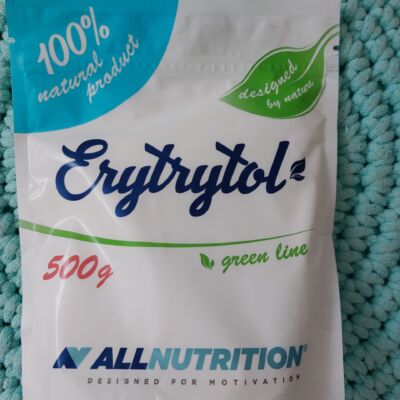 100%
natural
product
designed
by nature
Erytrytol
500g
green line
ALLNUTRITION®
DESIGNED FOR MOTIVATION